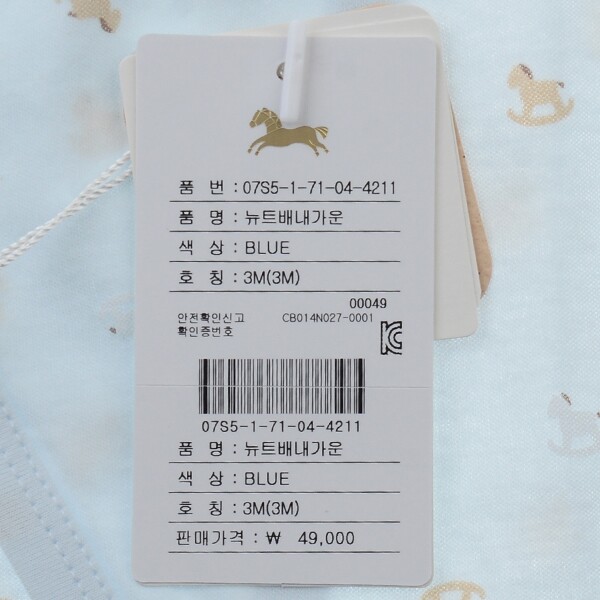 품 번 : 07S5-1-71-04-4211
품 명 : 뉴트배내가운
색 상 : BLUE
호 칭 : 3M(3M)
00049
안전확인신고 CB014N027-0001
확인증번호
07S5-1-71-04-4211
품 명 : 뉴트배내가운
색 상 : BLUE
호 칭 : 3M(3M)
판매가격 : ₩ 49,000